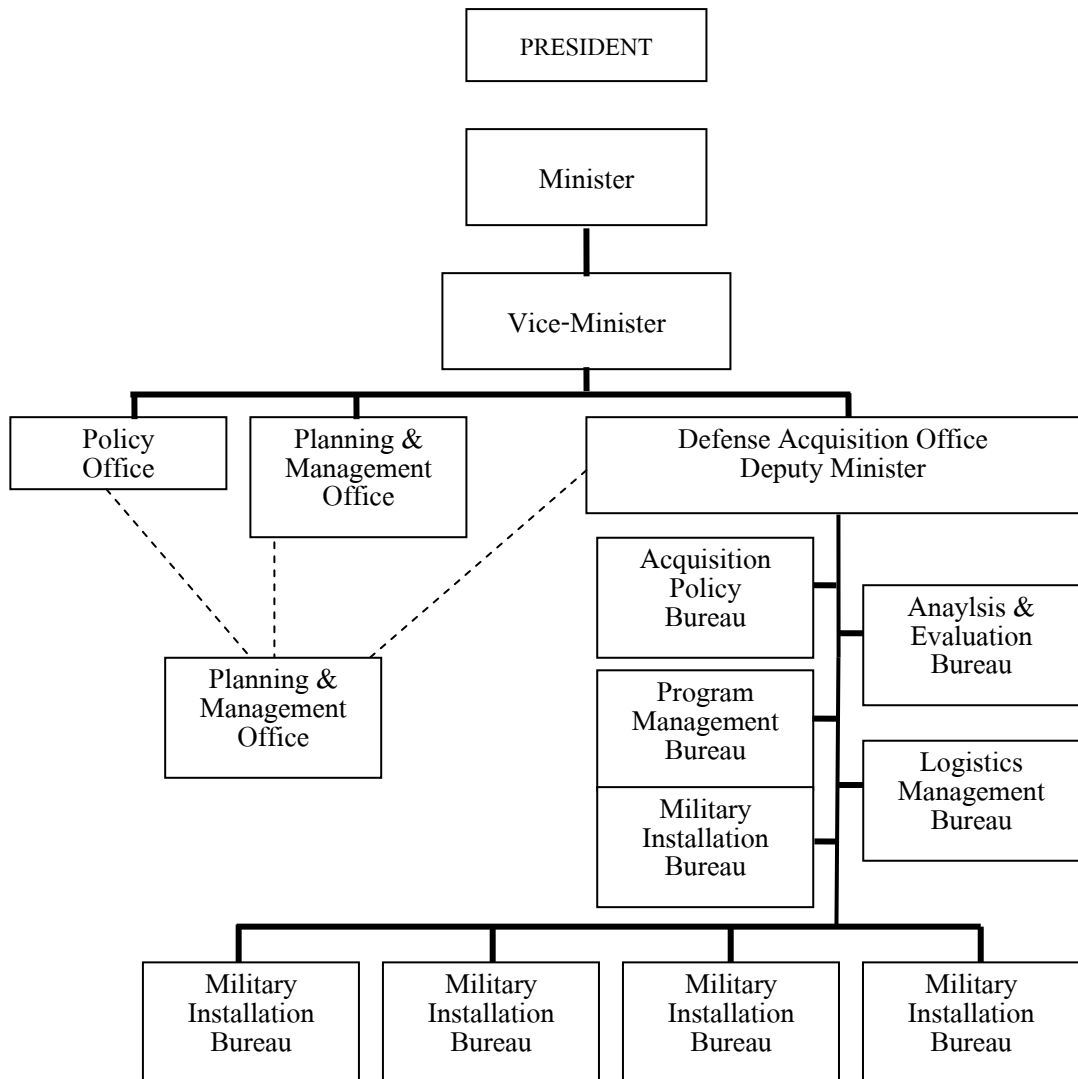 PRESIDENT
Minister
Vice-Minister
Policy
Office
Planning &
Management
Office
Defense Acquisition Office
Deputy Minister
Acquisition
Policy
Bureau
Anaylsis &
Evaluation
Bureau
Planning &
Management
Office
Program
Management
Bureau
Logistics
Management
Bureau
Military
Installation
Bureau
Military
Installation
Bureau
Military
Installation
Bureau
Military
Installation
Bureau
Military
Installation
Bureau